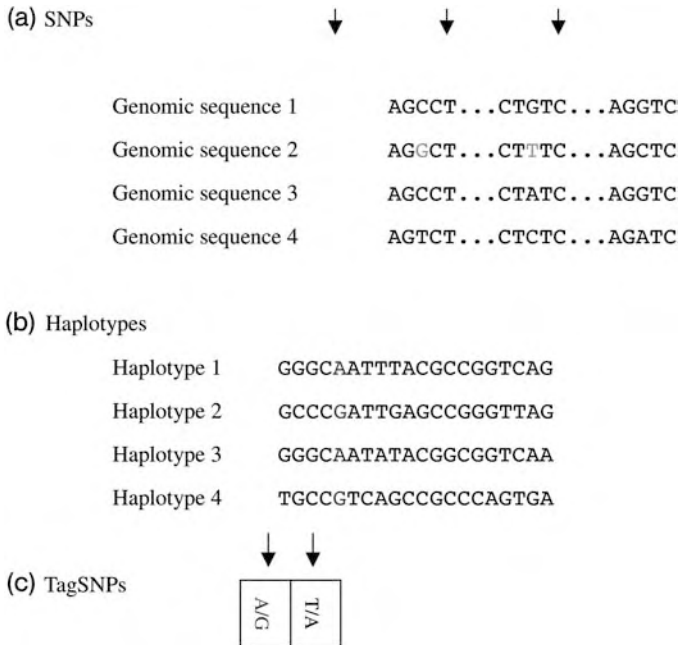 (a) SNPs
Genomic sequence 1 AGCCT...CTGTC...AGGTC
Genomic sequence 2 AGGCT...CTTTC...AGCTC
Genomic sequence 3 AGCCT...CTATC...AGGTC
Genomic sequence 4 AGTCT...CTCTC...AGATC
(b) Haplotypes
Haplotype 1 GGGCAATTTACGCCGGTCAG
Haplotype 2 GCCCGATTGAGCCGGGTTAG
Haplotype 3 GGGCAATATACGGCGGTCAA
Haplotype 4 TGCCGTCAGCCGCCCAGTGA
(c) TagSNPs
A/G T/A